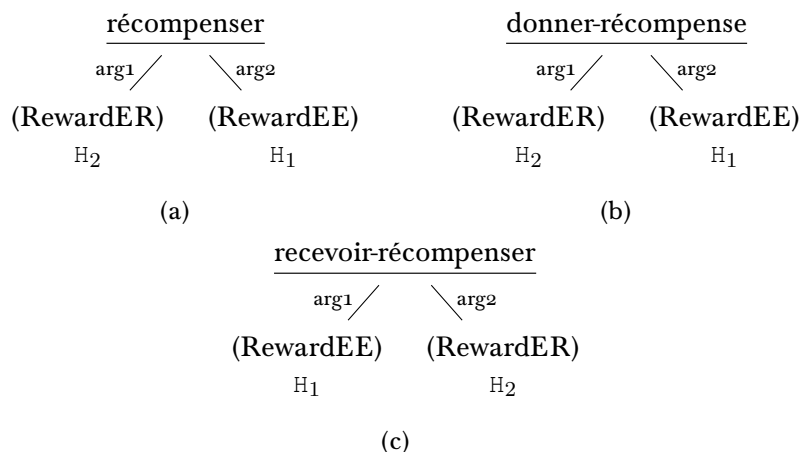 récompenser donner-récompense
arg1 arg2 arg1 arg2
(RewardER) (RewardEE) (RewardER) (RewardEE)
H2 H1 H2 H1
(a) (b)
recevoir-récompenser
arg1 arg2
(RewardEE) (RewardER)
H1 H2
(c)